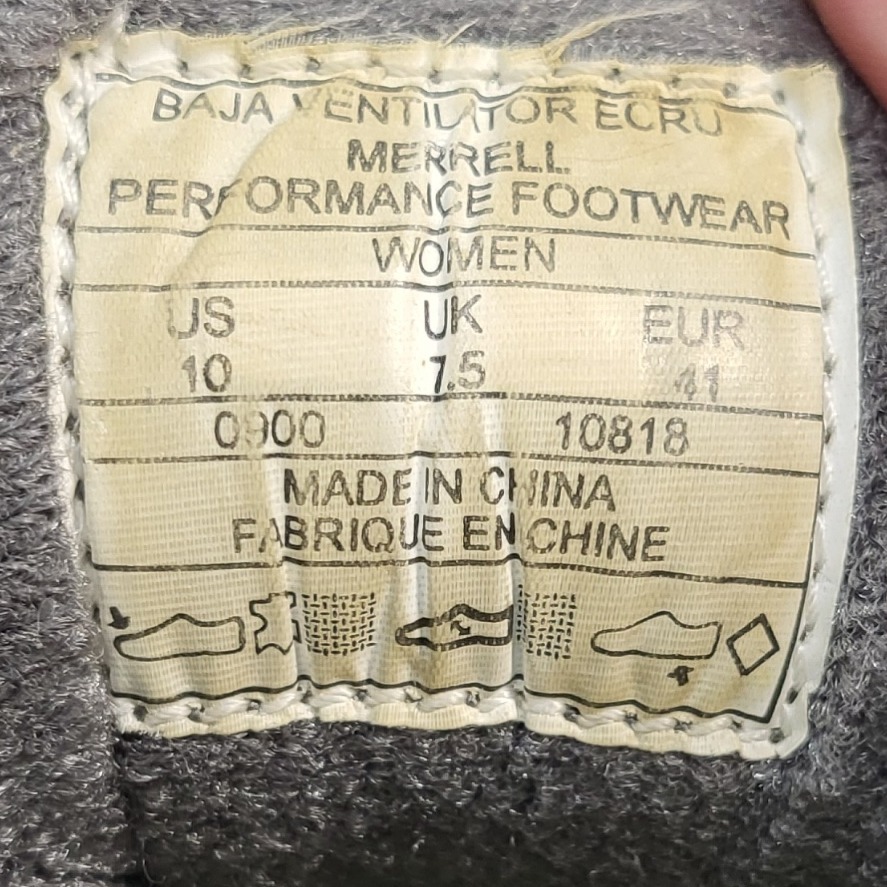 BAJA VENTILATOR ECRU
MERRELL
PERFORMANCE FOOTWEAR
WOMEN
US UK EUR
10 7.5 41
0900 10818
MADE IN CHINA
FABRIQUE EN CHINE